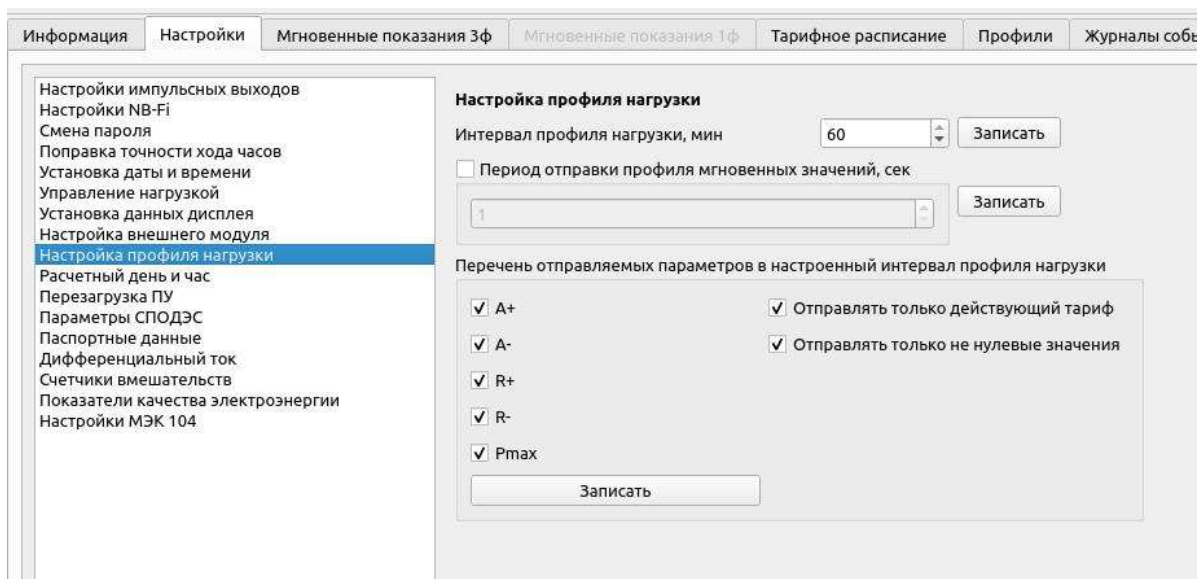 Информация Настройки Мгновенные показания 3ф Мгновенные показания 1ф Тарифное расписание Профили Журналы собы
Настройки импульсных выходов
Настройки NB-Fi
Смена пароля
Поправка точности хода часов
Установка даты и времени
Управление нагрузкой
Установка данных дисплея
Настройка внешнего модуля
Настройка профиля нагрузки
Расчетный день и час
Перезагрузка ПУ
Параметры СПОДЭС
Паспортные данные
Дифференциальный ток
Счетчики вмешательств
Показатели качества электроэнергии
Настройки МЭК 104
Настройка профиля нагрузки
Интервал профиля нагрузки, мин 60 Записать
Период отправки профиля мгновенных значений, сек
1 Записать
Перечень отправляемых параметров в настроенный интервал профиля нагрузки
A+ Отправлять только действующий тариф
A- Отправлять только не нулевые значения
R+
R-
Pmax
Записать